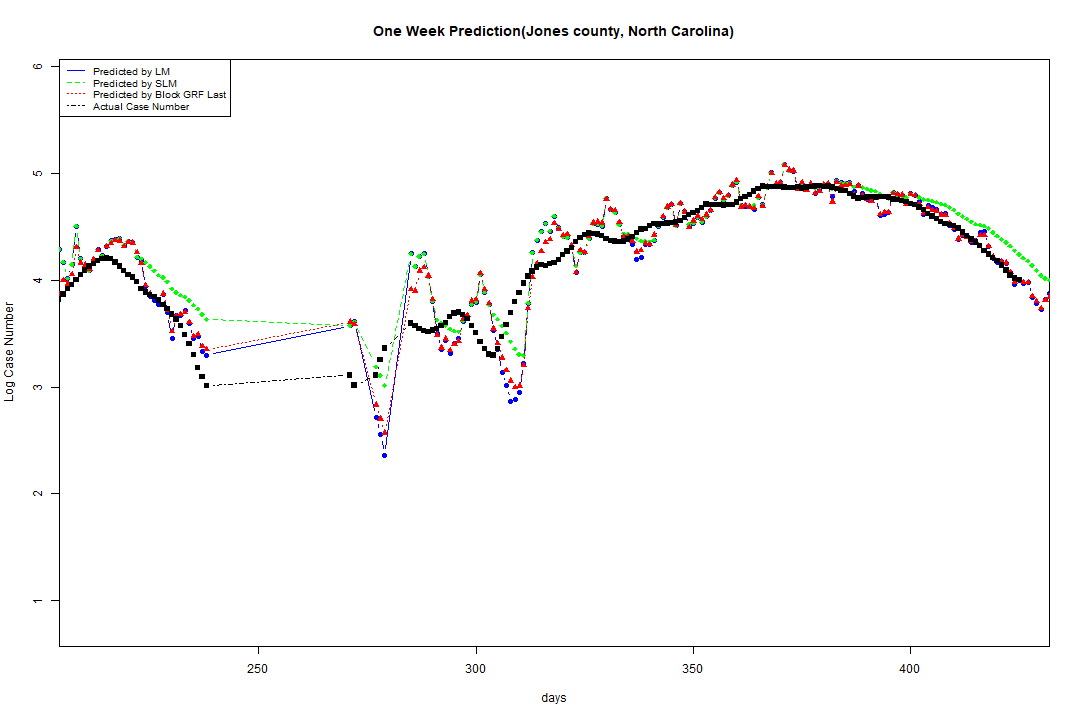 One Week Prediction(Jones county, North Carolina)
Predicted by LM
Predicted by SLM
Predicted by Block GRF Last
Actual Case Number
6
5
4
3
2
1
Log Case Number
250 300 350 400
days